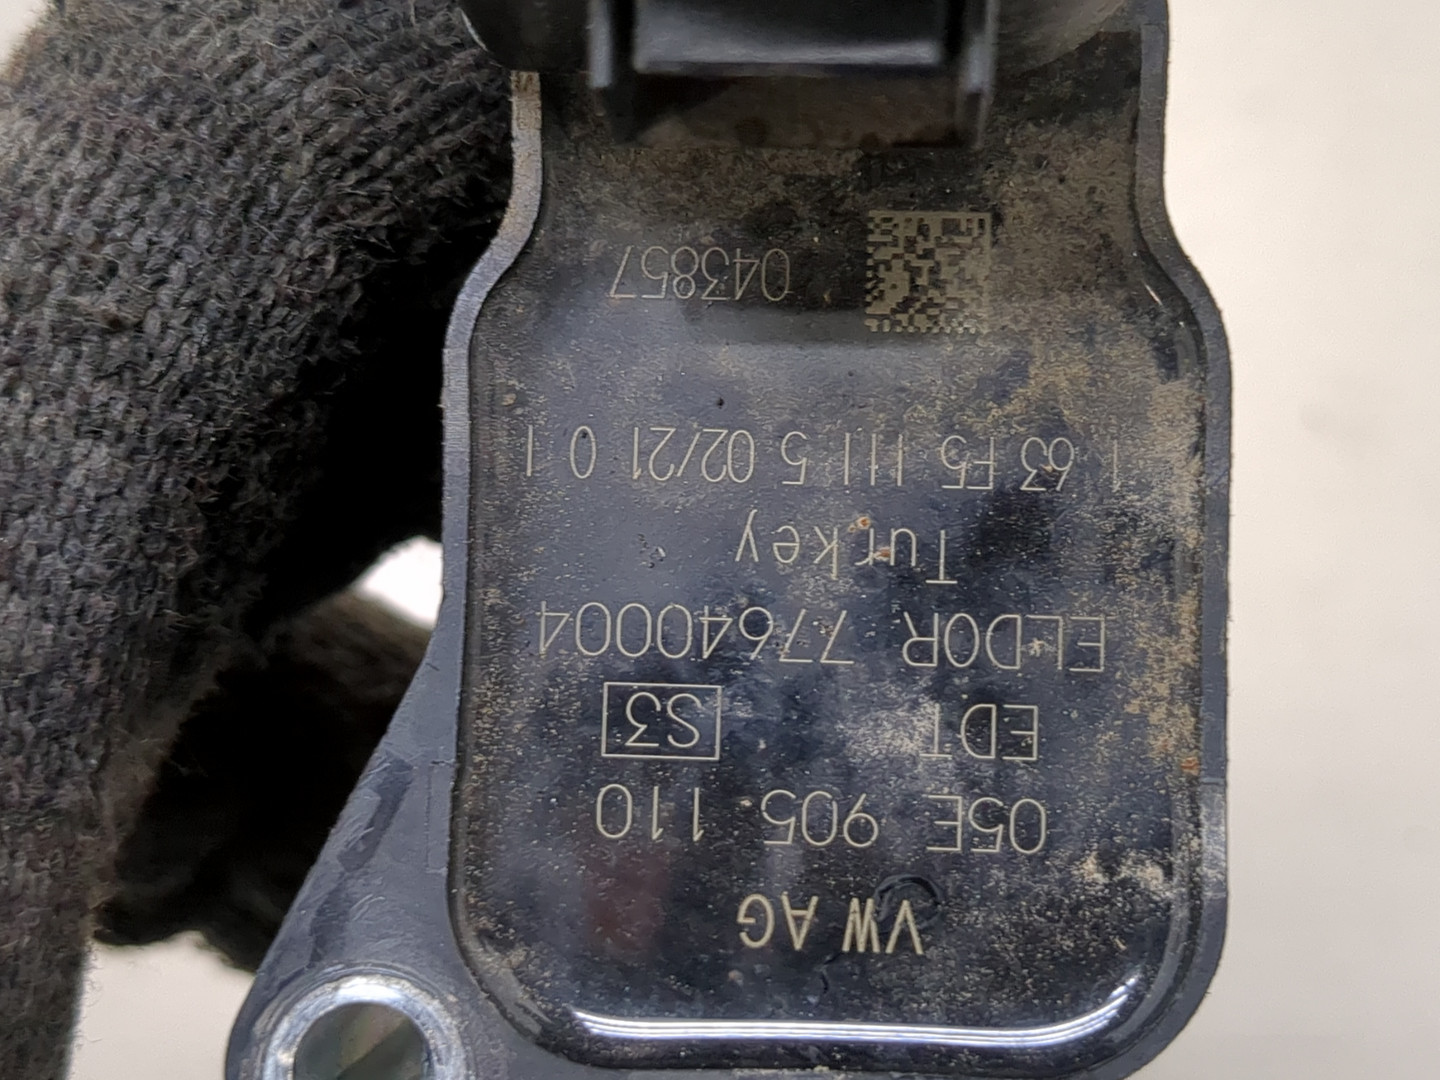 VW AG
05E 905 110
EDT S3
ELDOR 77640004
Turkey
1 63 F5 111 5 02/21 0 1
043857